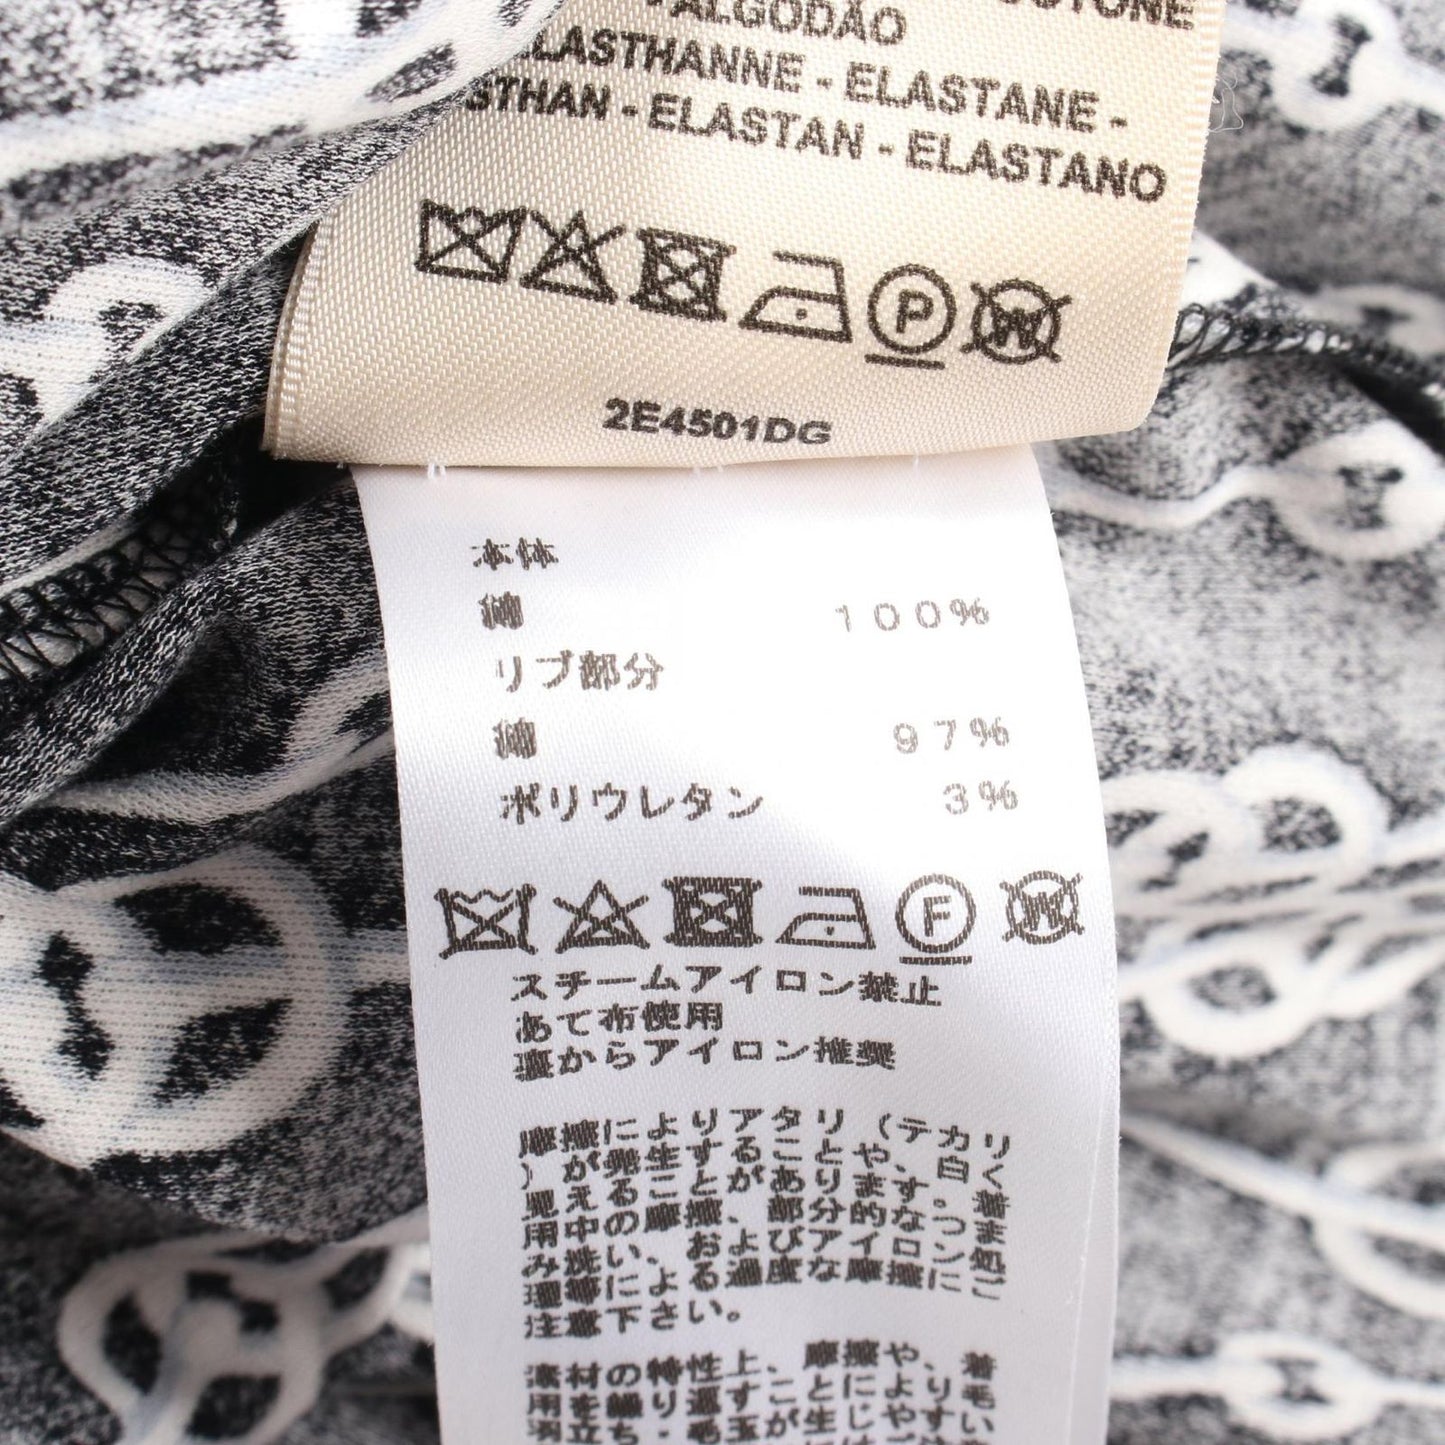 ALGODÃO
ELASTHANNE - ELASTANE -
ELASTAN - ELASTANO
P
W
2E4501DG
本体
綿 100%
リブ部分
綿 97%
ポリウレタン 3%
F
W
スチームアイロン禁止
あて布使用
裏からアイロン推奨
摩擦によりアタリ（テカリ
）が発生することや、白く
見えることがあります。着
用中の摩擦、部分的なつま
み洗い、およびアイロン処
理等による過度な摩擦にご
注意下さい。
素材の特性上、摩擦や、着
用を繰り返すことにより毛
羽立ち・毛玉が生じやすい